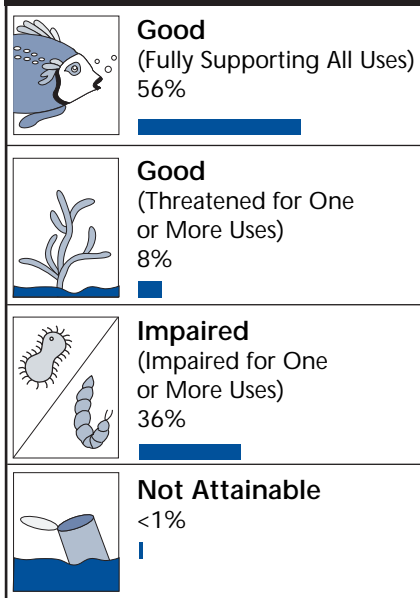 Good
(Fully Supporting All Uses)
56%
Good
(Threatened for One
or More Uses)
8%
Impaired
(Impaired for One
or More Uses)
36%
Not Attainable
<1%